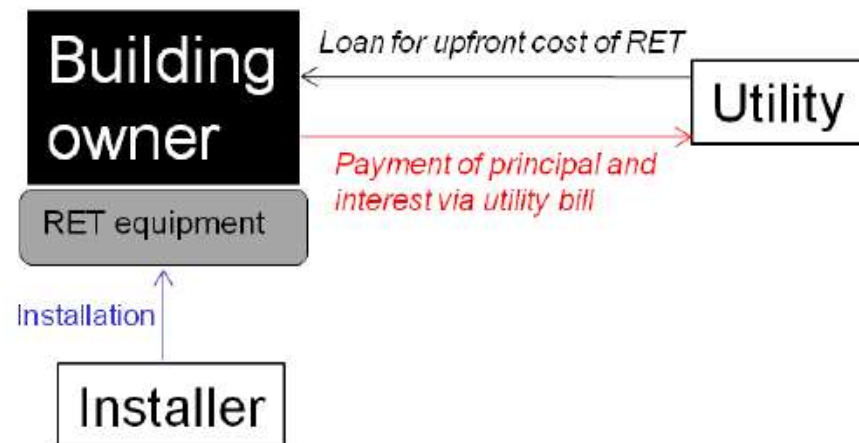 Building
owner
Loan for upfront cost of RET
Utility
Payment of principal and
interest via utility bill
RET equipment
Installation
Installer